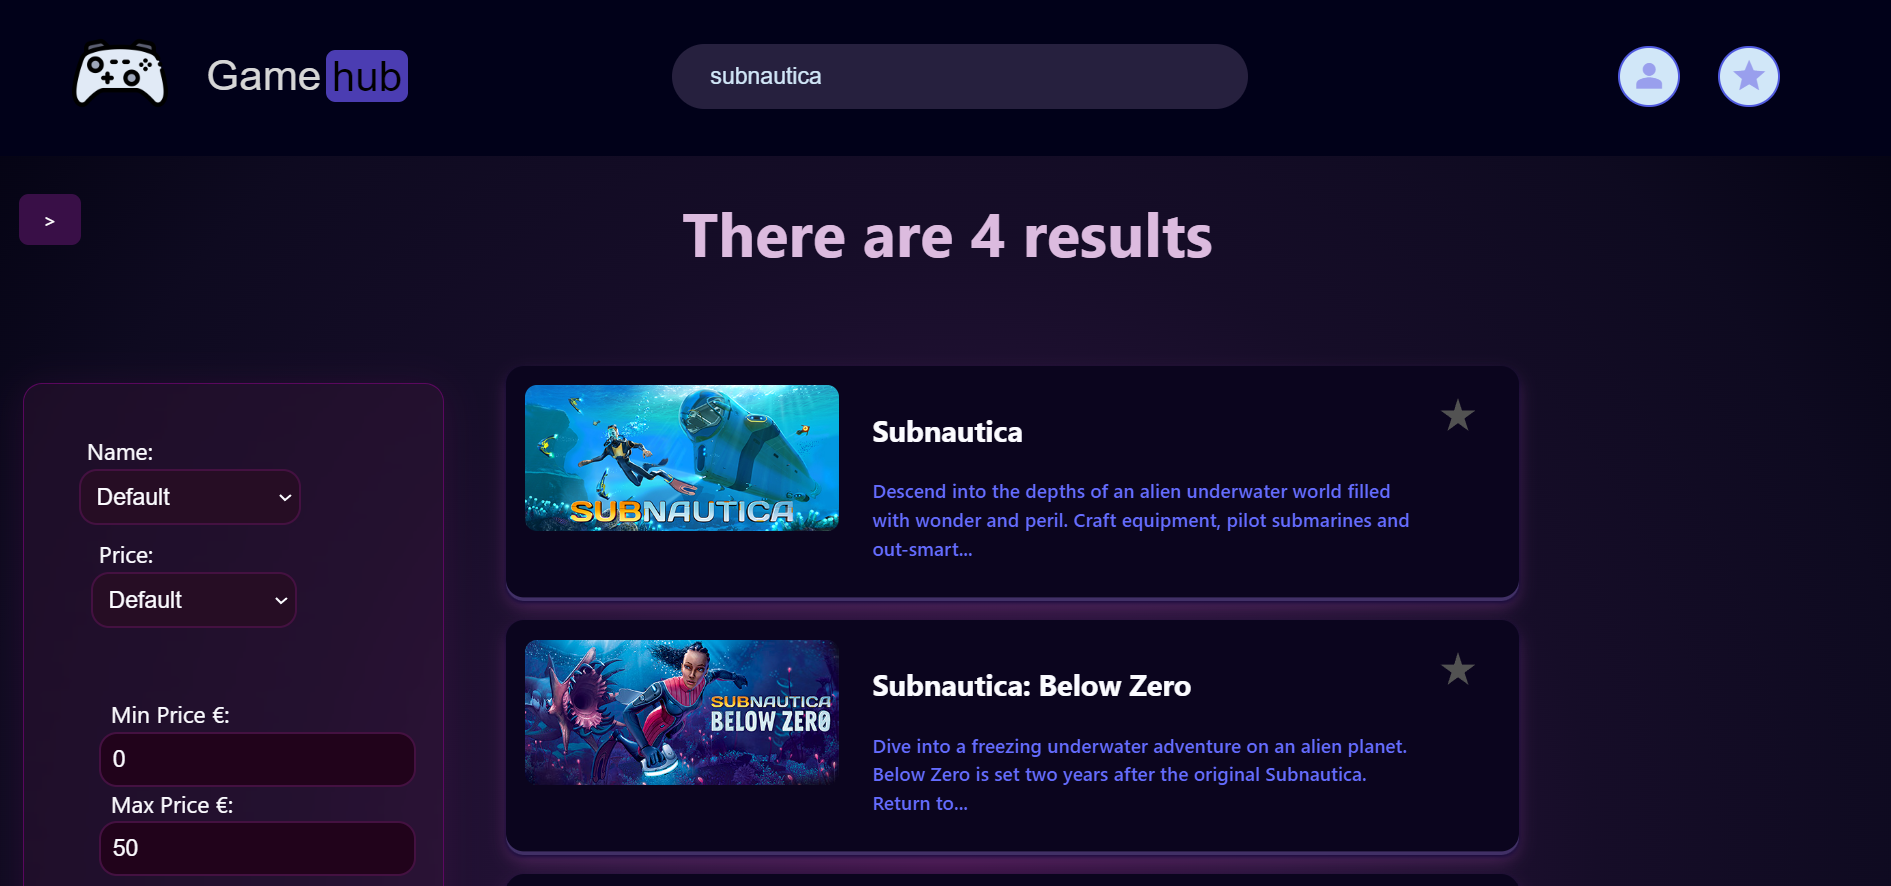 Game hub
subnautica
>
There are 4 results
Name:
Default
Price:
Default
Min Price €:
0
Max Price €:
50
SUBNAUTICA
Subnautica
Descend into the depths of an alien underwater world filled
with wonder and peril. Craft equipment, pilot submarines and
out-smart...
SUBNAUTICA
BELOW ZERO
Subnautica: Below Zero
Dive into a freezing underwater adventure on an alien planet.
Below Zero is set two years after the original Subnautica.
Return to...